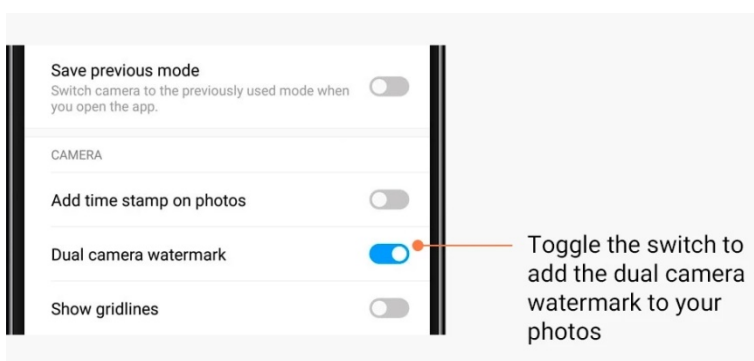 Save previous mode
Switch camera to the previously used mode when
you open the app.
CAMERA
Add time stamp on photos
Dual camera watermark
Show gridlines
Toggle the switch to
add the dual camera
watermark to your
photos